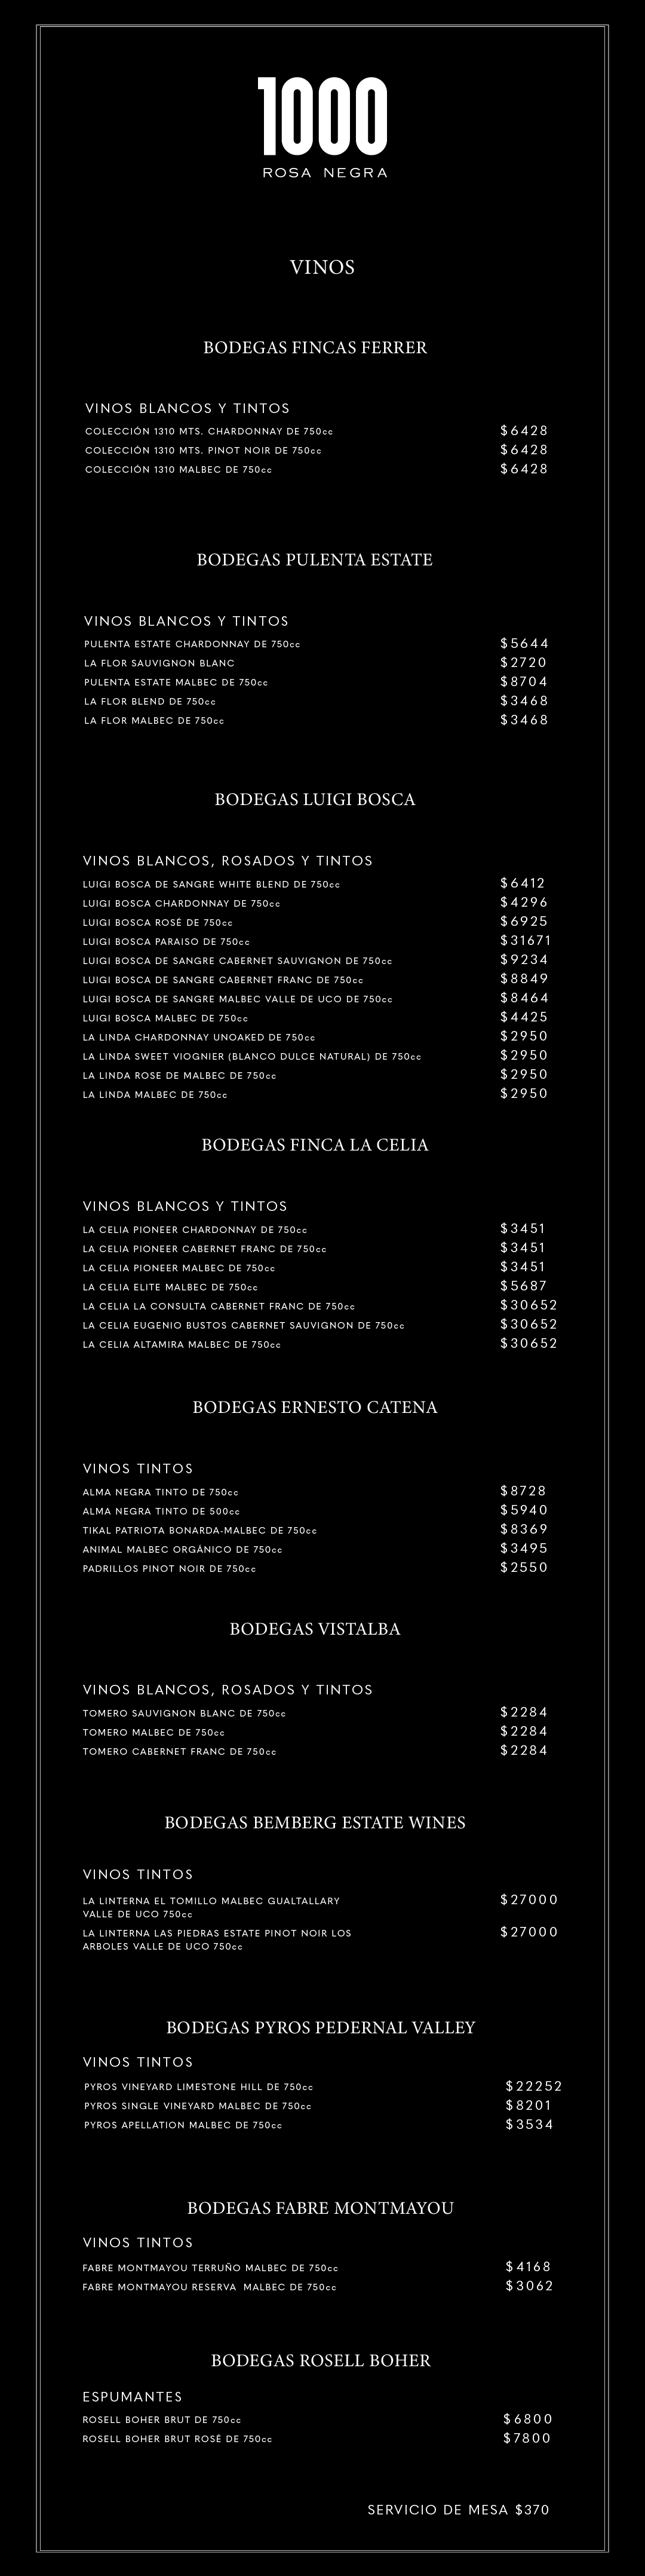 1000
ROSA NEGRA
VINOS
BODEGAS FINCAS FERRER
VINOS BLANCOS Y TINTOS
COLECCIÓN 1310 MTS. CHARDONNAY DE 750cc $6428
COLECCIÓN 1310 MTS. PINOT NOIR DE 750cc $6428
COLECCIÓN 1310 MALBEC DE 750cc $6428
BODEGAS PULENTA ESTATE
VINOS BLANCOS Y TINTOS
PULENTA ESTATE CHARDONNAY DE 750cc $5644
LA FLOR SAUVIGNON BLANC $2720
PULENTA ESTATE MALBEC DE 750cc $8704
LA FLOR BLEND DE 750cc $3468
LA FLOR MALBEC DE 750cc $3468
BODEGAS LUIGI BOSCA
VINOS BLANCOS, ROSADOS Y TINTOS
LUIGI BOSCA DE SANGRE WHITE BLEND DE 750cc $6412
LUIGI BOSCA CHARDONNAY DE 750cc $4296
LUIGI BOSCA ROSÉ DE 750cc $6925
LUIGI BOSCA PARAISO DE 750cc $31671
LUIGI BOSCA DE SANGRE CABERNET SAUVIGNON DE 750cc $9234
LUIGI BOSCA DE SANGRE CABERNET FRANC DE 750cc $8849
LUIGI BOSCA DE SANGRE MALBEC VALLE DE UCO DE 750cc $8464
LUIGI BOSCA MALBEC DE 750cc $4425
LA LINDA CHARDONNAY UNOAKED DE 750cc $2950
LA LINDA SWEET VIOGNIER (BLANCO DULCE NATURAL) DE 750cc $2950
LA LINDA ROSE DE MALBEC DE 750cc $2950
LA LINDA MALBEC DE 750cc $2950
BODEGAS FINCA LA CELIA
VINOS BLANCOS Y TINTOS
LA CELIA PIONEER CHARDONNAY DE 750cc $3451
LA CELIA PIONEER CABERNET FRANC DE 750cc $3451
LA CELIA PIONEER MALBEC DE 750cc $3451
LA CELIA ELITE MALBEC DE 750cc $5687
LA CELIA LA CONSULTA CABERNET FRANC DE 750cc $30652
LA CELIA EUGENIO BUSTOS CABERNET SAUVIGNON DE 750cc $30652
LA CELIA ALTAMIRA MALBEC DE 750cc $30652
BODEGAS ERNESTO CATENA
VINOS TINTOS
ALMA NEGRA TINTO DE 750cc $8728
ALMA NEGRA TINTO DE 500cc $5940
TIKAL PATRIOTA BONARDA-MALBEC DE 750cc $8369
ANIMAL MALBEC ORGÁNICO DE 750cc $3495
PADRILLOS PINOT NOIR DE 750cc $2550
BODEGAS VISTALBA
VINOS BLANCOS, ROSADOS Y TINTOS
TOMERO SAUVIGNON BLANC DE 750cc $2284
TOMERO MALBEC DE 750cc $2284
TOMERO CABERNET FRANC DE 750cc $2284
BODEGAS BEMBERG ESTATE WINES
VINOS TINTOS
LA LINTERNA EL TOMILLO MALBEC GUALTALLARY $27000
VALLE DE UCO 750cc
LA LINTERNA LAS PIEDRAS ESTATE PINOT NOIR LOS $27000
ARBOLES VALLE DE UCO 750cc
BODEGAS PYROS PEDERNAL VALLEY
VINOS TINTOS
PYROS VINEYARD LIMESTONE HILL DE 750cc $22252
PYROS SINGLE VINEYARD MALBEC DE 750cc $8201
PYROS APELLATION MALBEC DE 750cc $3534
BODEGAS FABRE MONTMAYOU
VINOS TINTOS
FABRE MONTMAYOU TERRUÑO MALBEC DE 750cc $4168
FABRE MONTMAYOU RESERVA MALBEC DE 750cc $3062
BODEGAS ROSELL BOHER
ESPUMANTES
ROSELL BOHER BRUT DE 750cc $6800
ROSELL BOHER BRUT ROSÉ DE 750cc $7800
SERVICIO DE MESA $370